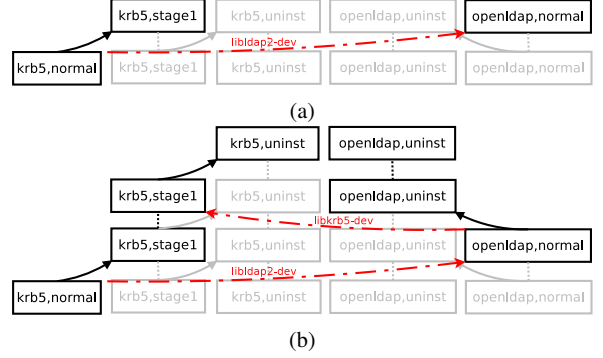 krb5,stage1 krb5,uninst openldap,uninst openldap,normal
libldap2-dev
krb5,normal krb5,stage1 krb5,uninst openldap,uninst openldap,normal
(a)
krb5,uninst openldap,uninst
krb5,stage1 krb5,uninst openldap,uninst
libkrb5-dev
krb5,stage1 krb5,uninst openldap,uninst openldap,normal
libldap2-dev
krb5,normal krb5,stage1 krb5,uninst openldap,uninst openldap,normal
(b)